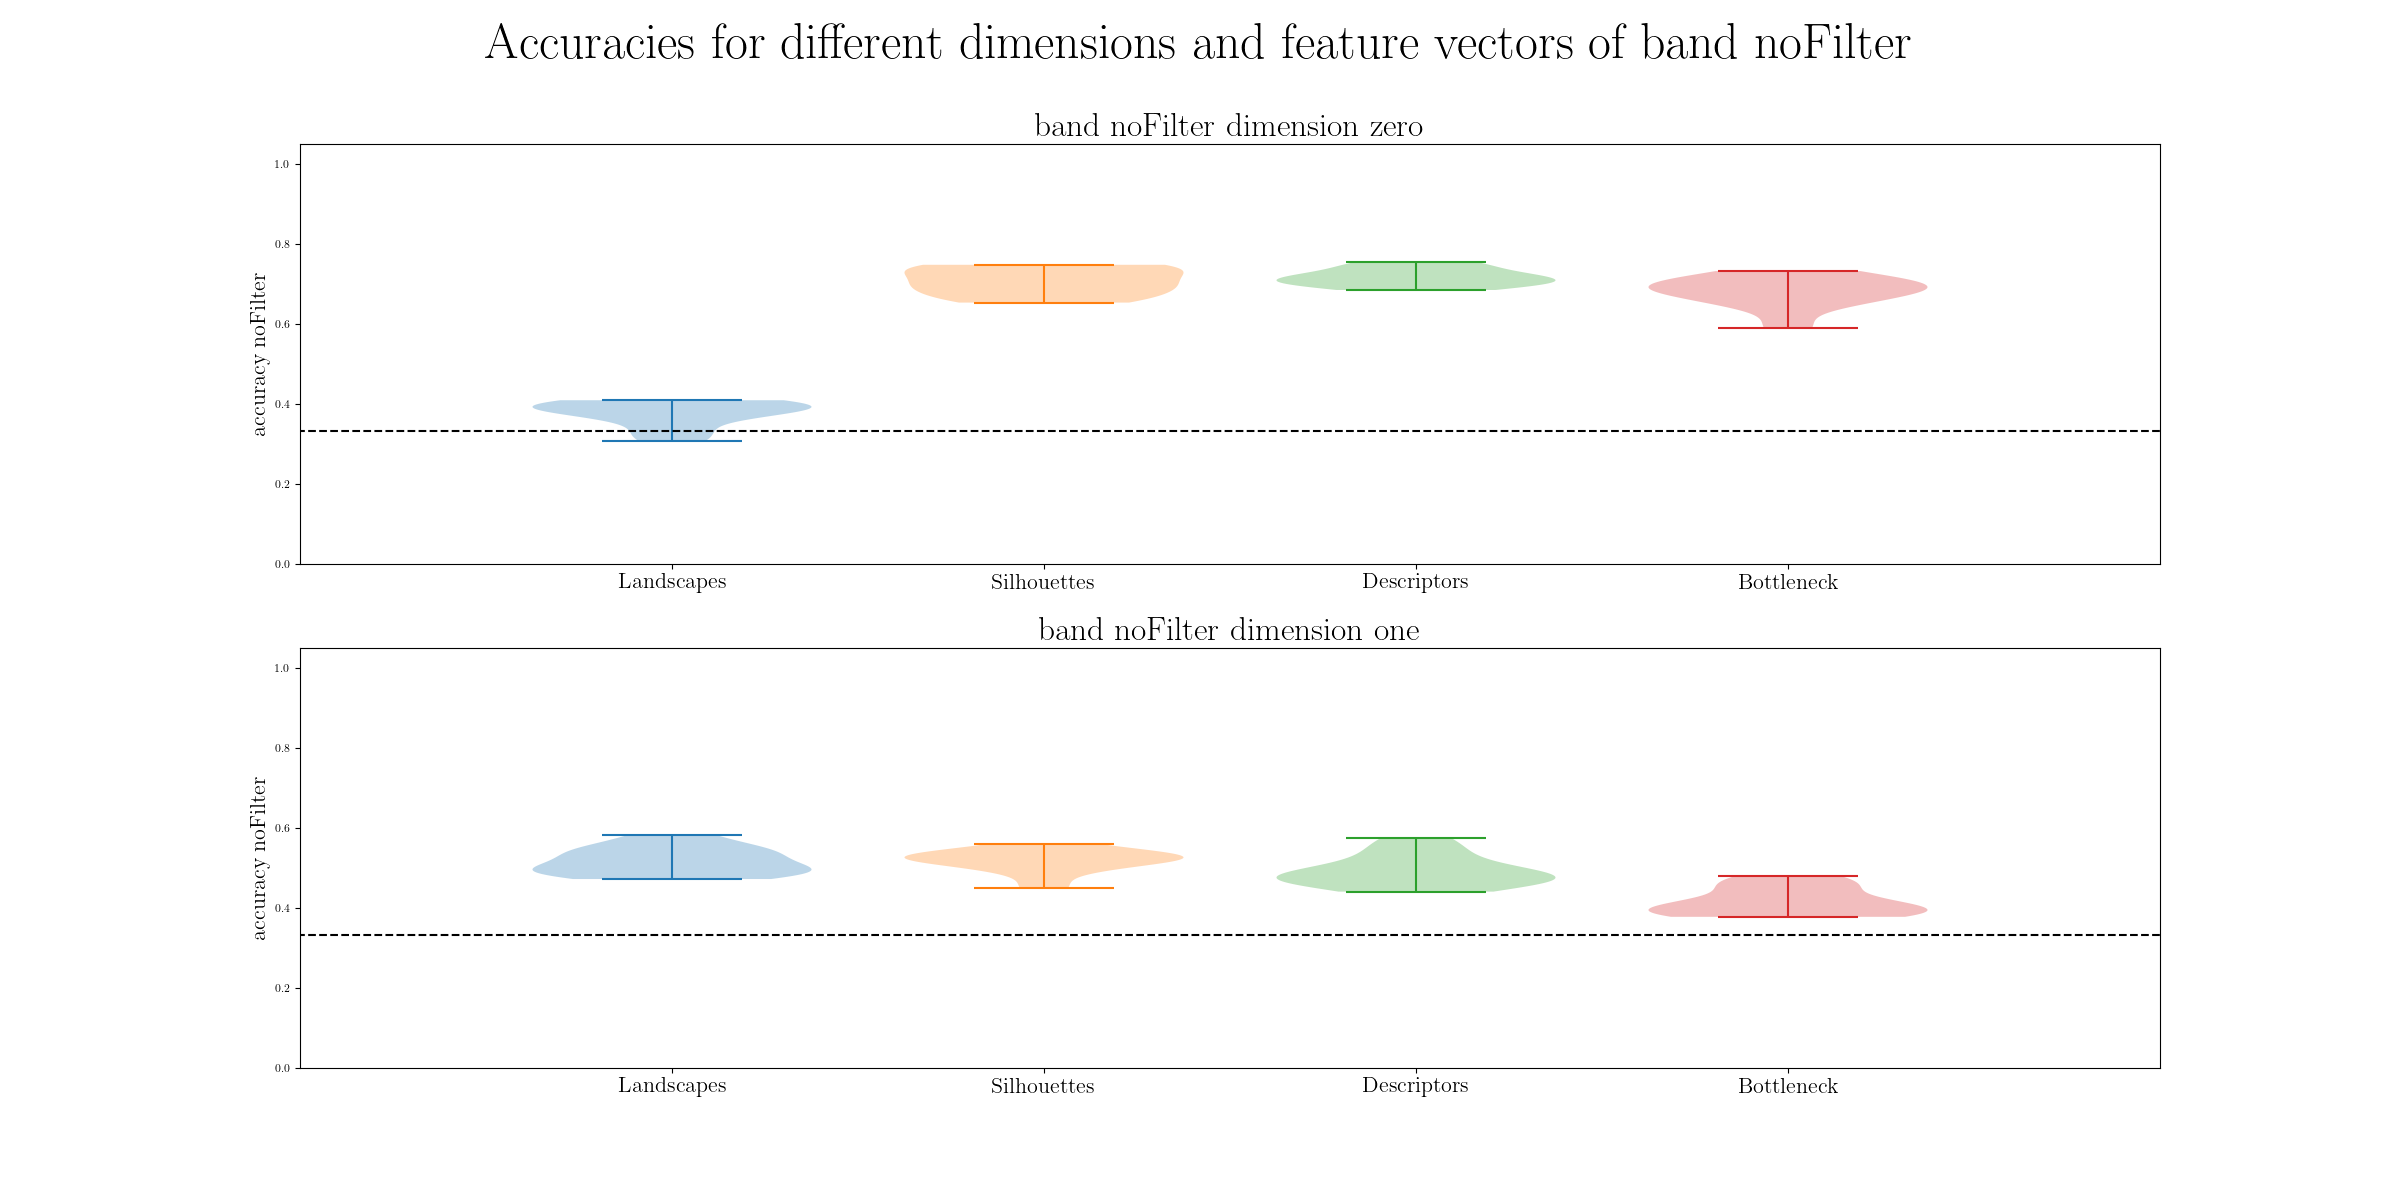 Accuracies for different dimensions and feature vectors of band noFilter
band noFilter dimension zero
accuracy noFilter
1.0
0.8
0.6
0.4
0.2
0.0
Landscapes Silhouettes Descriptors Bottleneck
band noFilter dimension one
accuracy noFilter
1.0
0.8
0.6
0.4
0.2
0.0
Landscapes Silhouettes Descriptors Bottleneck